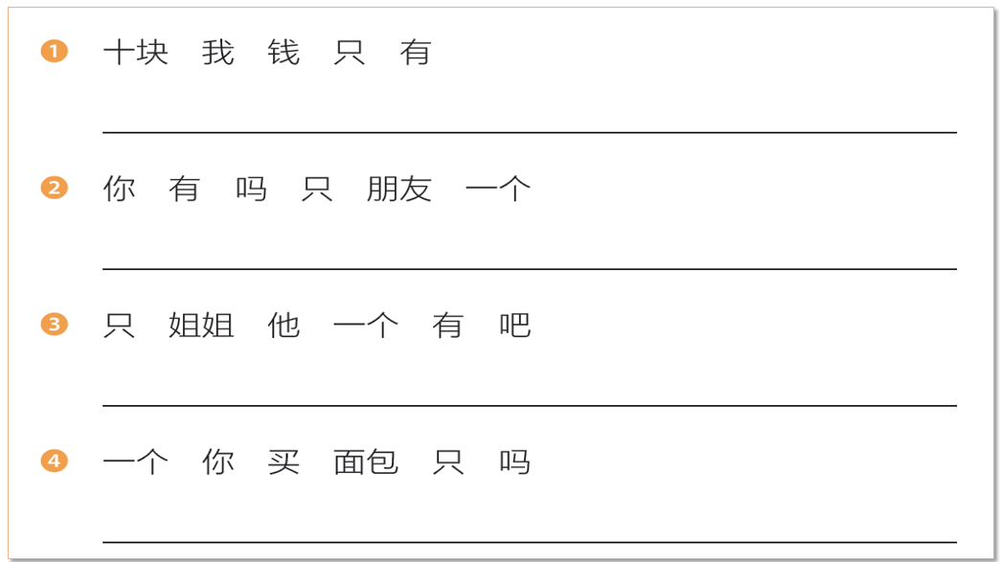 1 十块 我 钱 只 有
2 你 有 吗 只 朋友 一个
3 只 姐姐 他 一个 有 吧
4 一个 你 买 面包 只 吗